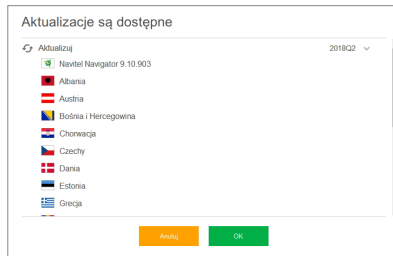 Aktualizacje są dostępne
Aktualizuj 2018Q2
Navitel Navigator 9.10.903
Albania
Austria
Bośnia i Hercegowina
Chorwacja
Czechy
Dania
Estonia
Grecja
Anuluj OK